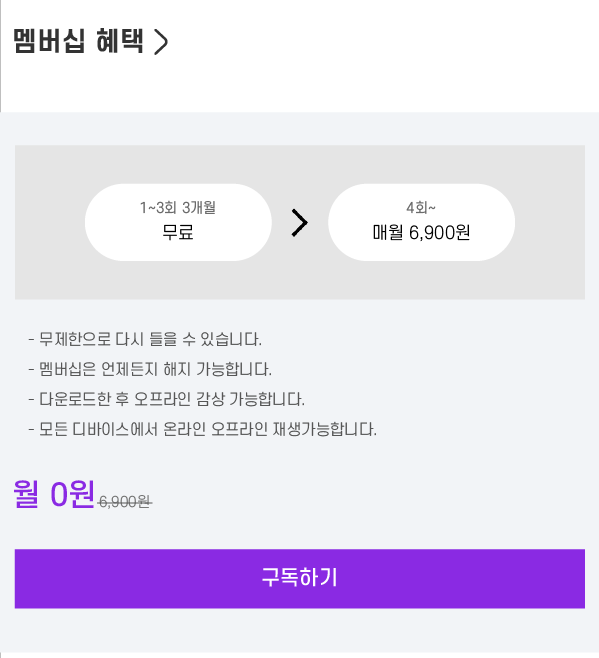 멤버십 혜택 >
1~3회 3개월
무료
>
4회~
매월 6,900원
- 무제한으로 다시 들을 수 있습니다.
- 멤버십은 언제든지 해지 가능합니다.
- 다운로드한 후 오프라인 감상 가능합니다.
- 모든 디바이스에서 온라인 오프라인 재생가능합니다.
월 0원 6,900원
구독하기